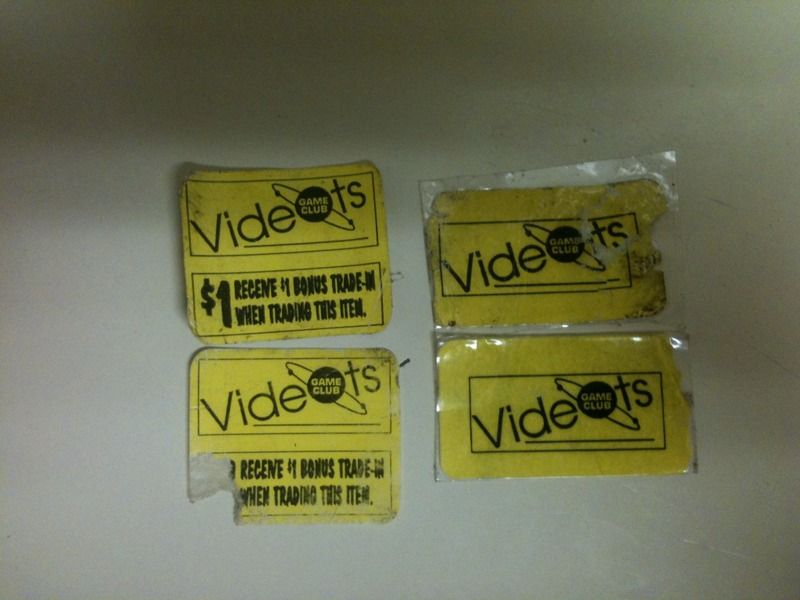 Videots
GAME
CLUB
$1 RECEIVE $1 BONUS TRADE-IN
WHEN TRADING THIS ITEM.
Videots
GAME
CLUB
RECEIVE $1 BONUS TRADE-IN
WHEN TRADING THIS ITEM.
Videots
GAME
CLUB
Videots
GAME
CLUB